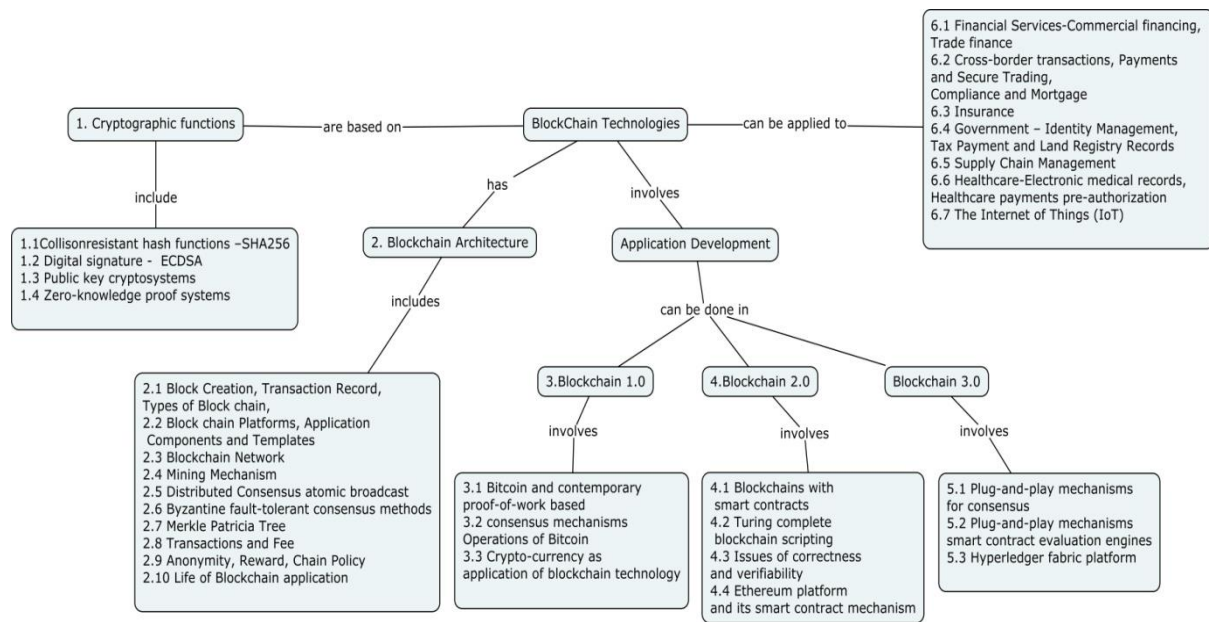 6.1 Financial Services-Commercial financing,
Trade finance
6.2 Cross-border transactions, Payments
and Secure Trading,
Compliance and Mortgage
6.3 Insurance
6.4 Government – Identity Management,
Tax Payment and Land Registry Records
6.5 Supply Chain Management
6.6 Healthcare-Electronic medical records,
Healthcare payments pre-authorization
6.7 The Internet of Things (IoT)
1. Cryptographic functions
are based on
BlockChain Technologies
can be applied to
include
has
involves
1.1Collisonresistant hash functions –SHA256
1.2 Digital signature - ECDSA
1.3 Public key cryptosystems
1.4 Zero-knowledge proof systems
2. Blockchain Architecture
Application Development
includes
can be done in
2.1 Block Creation, Transaction Record,
Types of Block chain,
2.2 Block chain Platforms, Application
Components and Templates
2.3 Blockchain Network
2.4 Mining Mechanism
2.5 Distributed Consensus atomic broadcast
2.6 Byzantine fault-tolerant consensus methods
2.7 Merkle Patricia Tree
2.8 Transactions and Fee
2.9 Anonymity, Reward, Chain Policy
2.10 Life of Blockchain application
3.Blockchain 1.0
4.Blockchain 2.0
Blockchain 3.0
involves
involves
involves
3.1 Bitcoin and contemporary
proof-of-work based
3.2 consensus mechanisms
Operations of Bitcoin
3.3 Crypto-currency as
application of blockchain technology
4.1 Blockchains with
smart contracts
4.2 Turing complete
blockchain scripting
4.3 Issues of correctness
and verifiability
4.4 Ethereum platform
and its smart contract mechanism
5.1 Plug-and-play mechanisms
for consensus
5.2 Plug-and-play mechanisms
smart contract evaluation engines
5.3 Hyperledger fabric platform